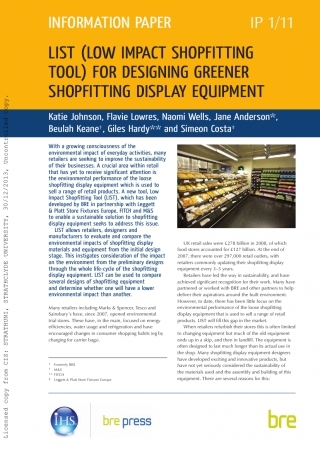 INFORMATION PAPER
IP 1/11
LIST (LOW IMPACT SHOPFITTING
TOOL) FOR DESIGNING GREENER
SHOPFITTING DISPLAY EQUIPMENT
Katie Johnson, Flavie Lowres, Naomi Wells, Jane Anderson*,
Beulah Keane†, Giles Hardy** and Simeon Costa†
With a growing consciousness of the
environmental impact of everyday activities, many
retailers are seeking to improve the sustainability
of their businesses. A crucial area within retail
that has yet to receive significant attention is
the environmental performance of the loose
shopfitting display equipment which is used to
sell a range of retail products. A new tool, Low
Impact Shopfitting Tool (LIST), which has been
developed by BRE in partnership with Leggett
& Platt Store Fixtures Europe, FITCH and M&S
to enable a sustainable solution to shopfitting
display equipment seeks to address this issue.
LIST allows retailers, designers and
manufacturers to evaluate and compare the
environmental impacts of shopfitting display
materials and equipment from the initial design
stage. This instigates consideration of the impact
on the environment from the preliminary designs
through the whole life cycle of the shopfitting
display equipment. LIST can be used to compare
several designs of shopfitting equipment
and determine whether one will have a lower
environmental impact than another.
Many retailers including Marks & Spencer, Tesco and
Sainsbury's have, since 2007, opened environmental
trial stores. These have, in the main, focused on energy
efficiencies, water usage and refrigeration and have
encouraged changes in consumer shopping habits (eg by
charging for carrier bags).
* Formerly BRE
† M&S
** FITCH
† Leggett & Platt Store Fixtures Europe
UK retail sales were £278 billion in 2008, of which
food stores accounted for £127 billion. At the end of
2007, there were over 297,000 retail outlets, with
retailers commonly updating their shopfitting display
equipment every 3–5 years.
Retailers have led the way in sustainability, and have
achieved significant recognition for their work. Many have
partnered or worked with BRE and other partners to help
deliver their aspirations around the built environment.
However, to date, there has been little focus on the
environmental performance of the loose shopfitting
display equipment that is used to sell a range of retail
products; LIST will fill this gap in the market.
When retailers refurbish their stores this is often limited
to changing equipment but much of the old equipment
ends up in a skip, and then in landfill. The equipment is
often designed to last much longer than its actual use in
the shop. Many shopfitting display equipment designers
have developed exciting and innovative products, but
have not yet seriously considered the sustainability of
the materials used and the assembly and building of this
equipment. There are several reasons for this:
IHS
bre press
bre
Licensed copy from CIS: STRATHUNI, STRATHCLYDE UNIVERSITY, 30/12/2013, Uncontrolled Copy.